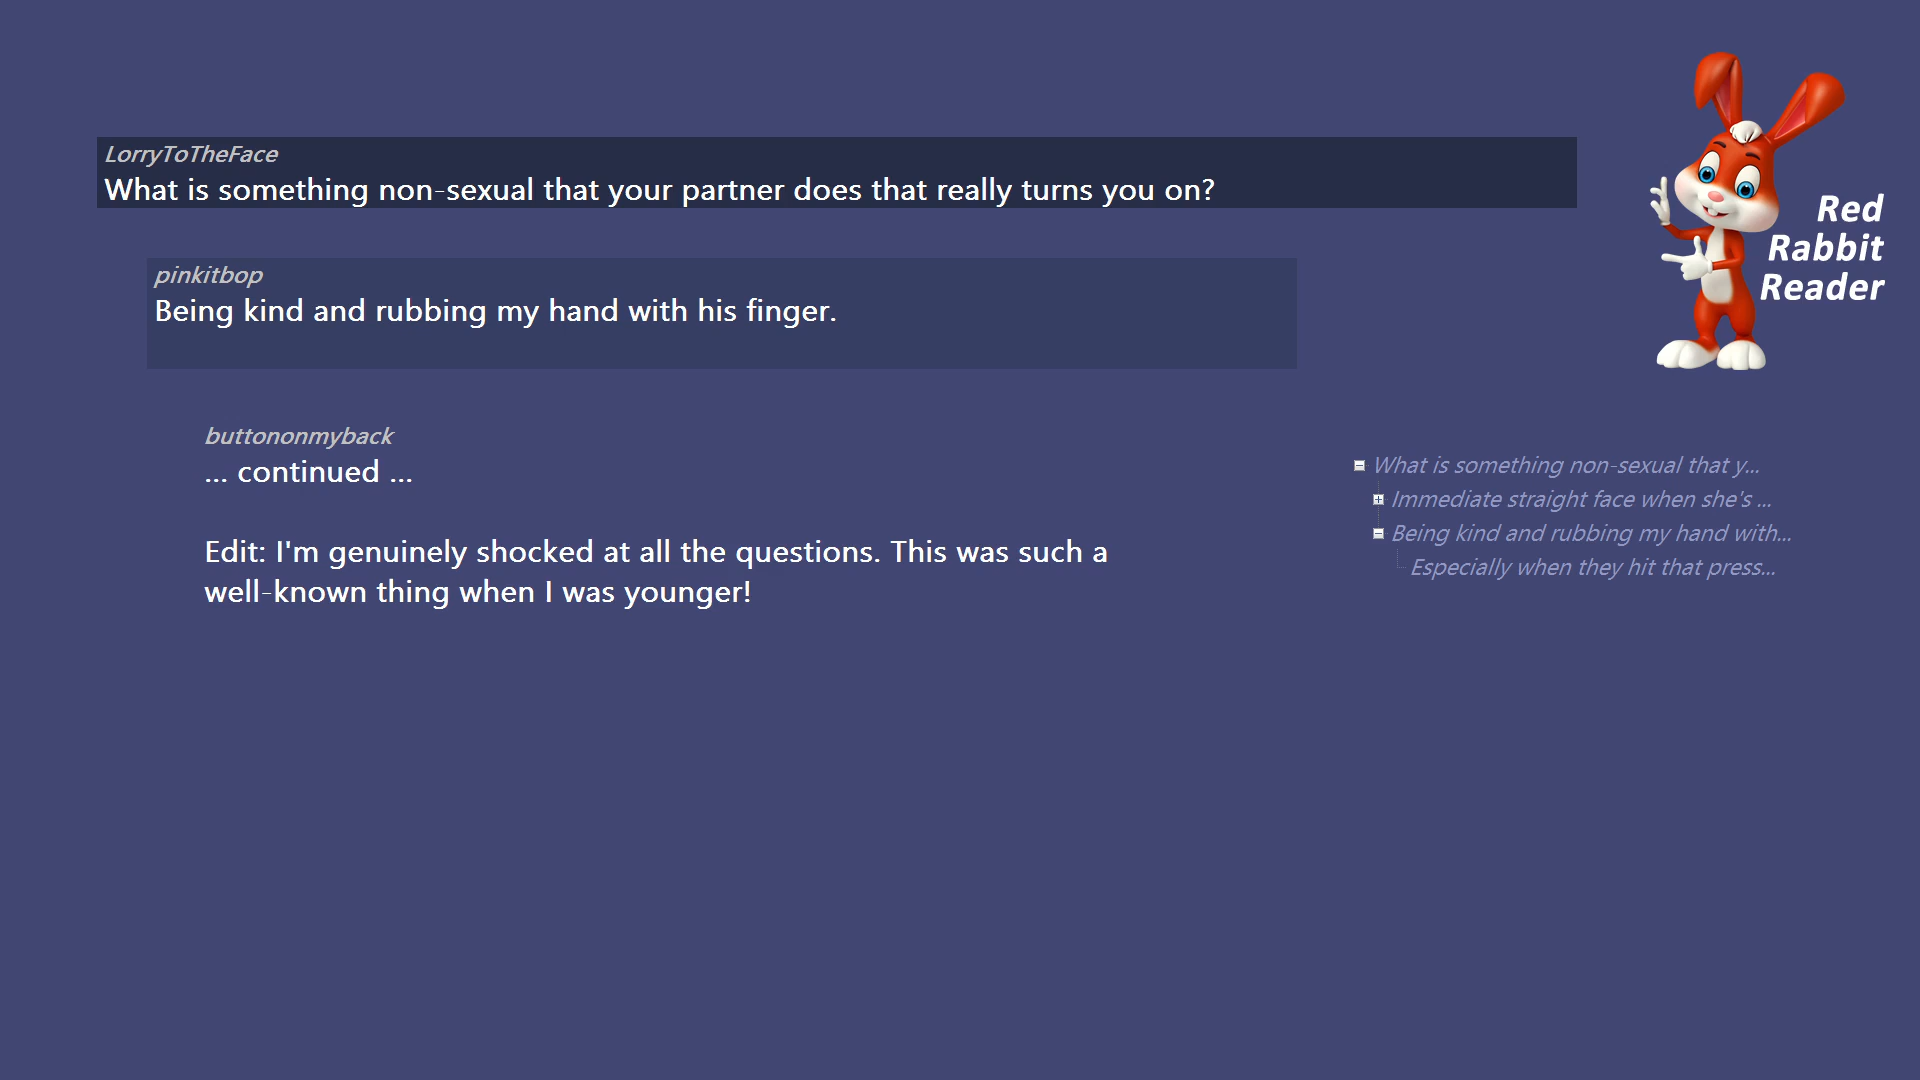 LorryToTheFace
What is something non-sexual that your partner does that really turns you on?
Red
Rabbit
Reader
pinkitbop
Being kind and rubbing my hand with his finger.
buttononmyback
... continued ...
Edit: I'm genuinely shocked at all the questions. This was such a
well-known thing when I was younger!
What is something non-sexual that y...
Immediate straight face when she's ...
Being kind and rubbing my hand with...
Especially when they hit that press...